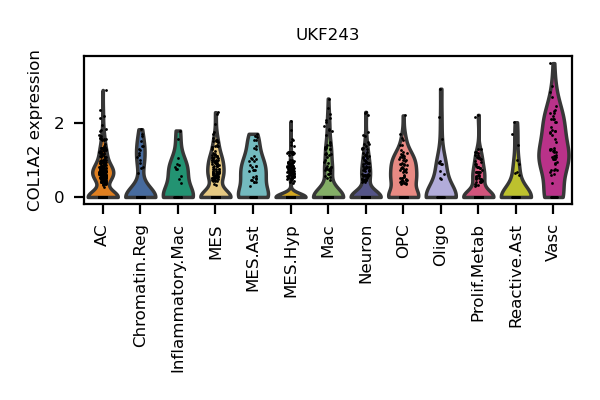 UKF243
COL1A2 expression
2
0
AC
Chromatin.Reg
Inflammatory.Mac
MES
MES.Ast
MES.Hyp
Mac
Neuron
OPC
Oligo
Prolif.Metab
Reactive.Ast
Vasc